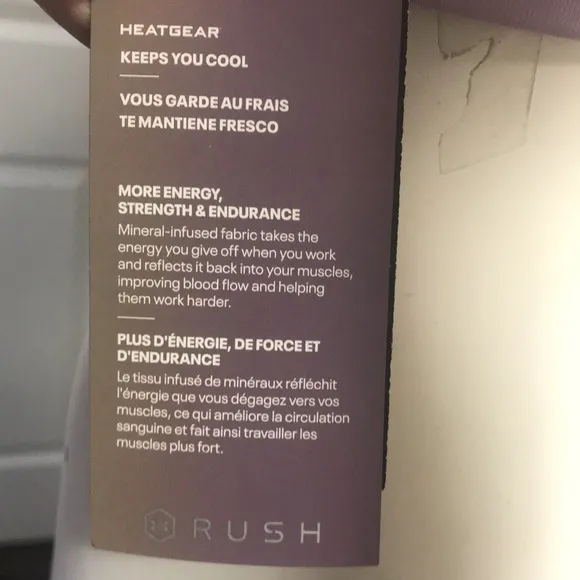 HEATGEAR
KEEPS YOU COOL
VOUS GARDE AU FRAIS
TE MANTIENE FRESCO
MORE ENERGY,
STRENGTH & ENDURANCE
Mineral-infused fabric takes the
energy you give off when you work
and reflects it back into your muscles,
improving blood flow and helping
them work harder.
PLUS D'ÉNERGIE, DE FORCE ET
D'ENDURANCE
Le tissu infusé de minéraux réfléchit
l'énergie que vous dégagez vers vos
muscles, ce qui améliore la circulation
sanguine et fait ainsi travailler les
muscles plus fort.
RUSH